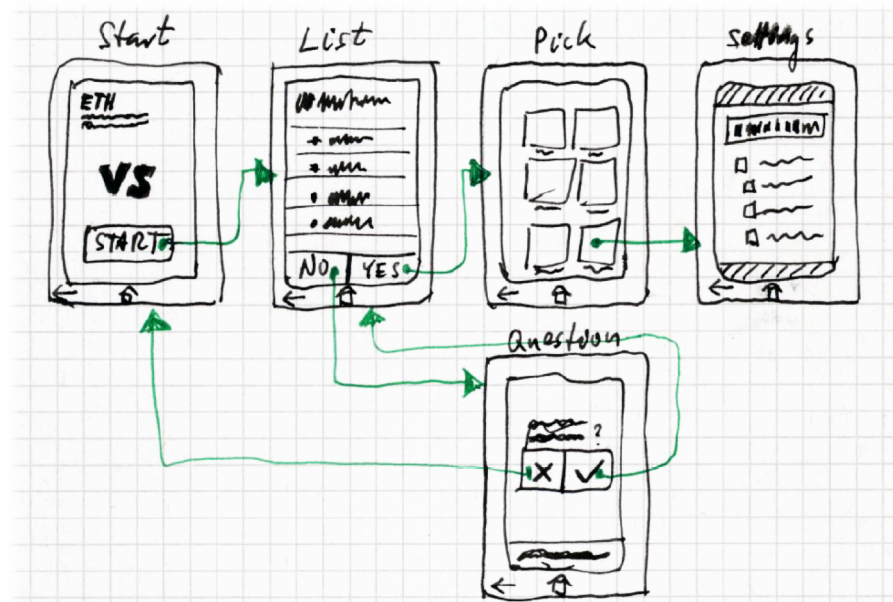 Start
List
Pick
settings
ETH
VS
START
NO
YES
Question
?